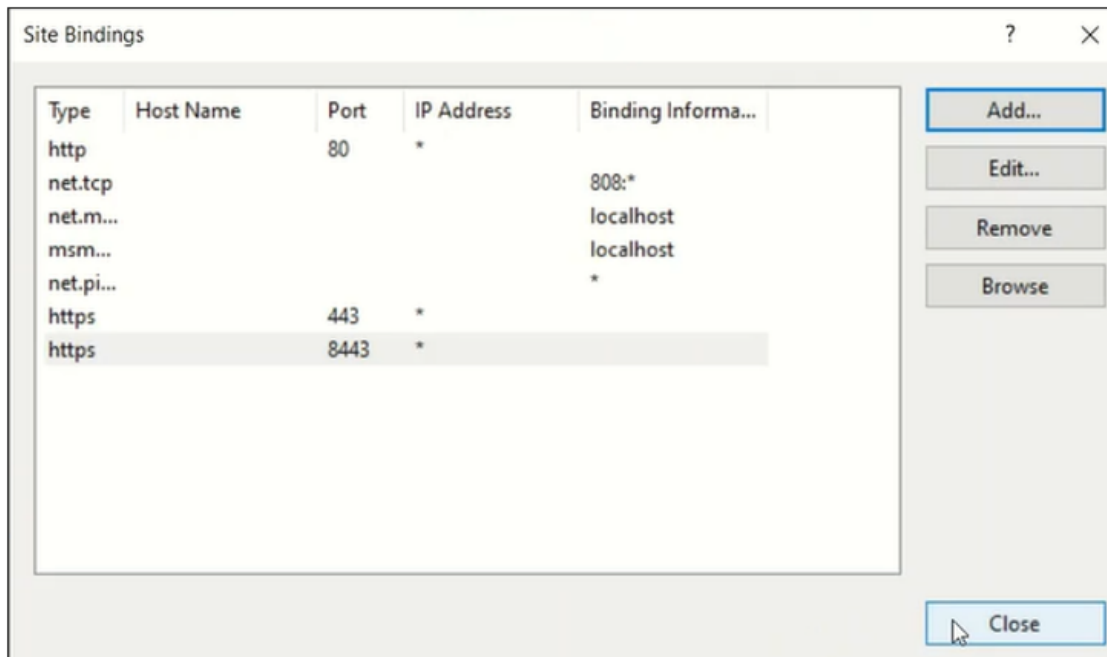 Site Bindings ?
Type Host Name Port IP Address Binding Informa...
http 80 *
net.tcp 808:*
net.m... localhost
msm... localhost
net.pi... *
https 443 *
https 8443 *
Add...
Edit...
Remove
Browse
Close